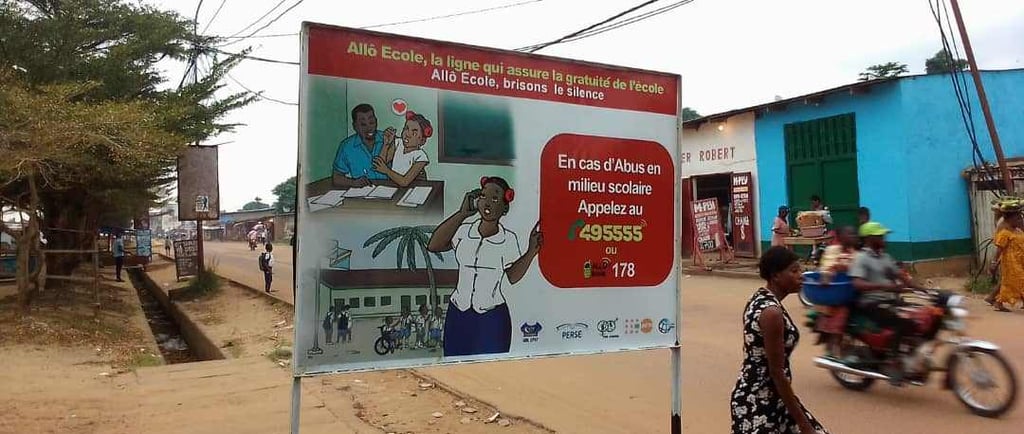 Allô Ecole, la ligne qui assure la gratuité de l'école
Allô Ecole, brisons le silence
En cas d'Abus en
milieu scolaire
Appelez au
495555
ou
178
PERSE
ER ROBERT